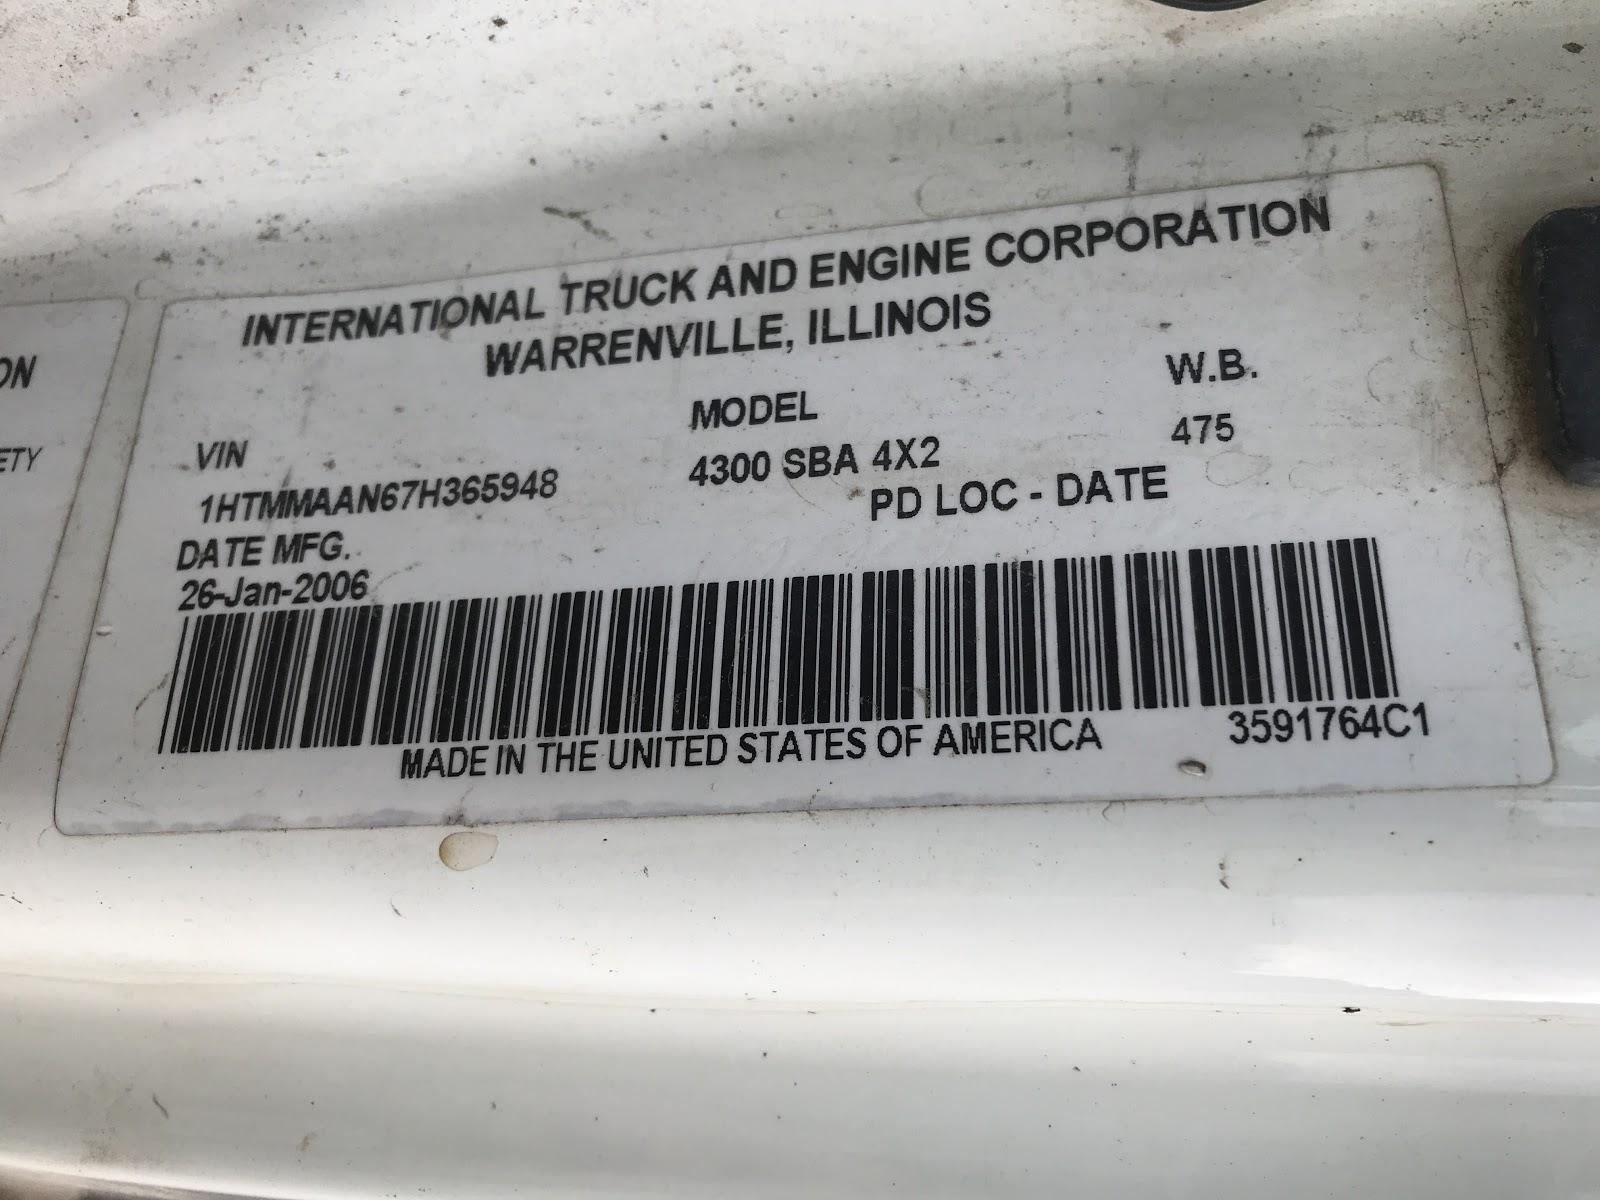 INTERNATIONAL TRUCK AND ENGINE CORPORATION
WARRENVILLE, ILLINOIS
VIN MODEL W.B.
1HTMMAAN67H365948 4300 SBA 4X2 475
DATE MFG. PD LOC - DATE
26-Jan-2006
MADE IN THE UNITED STATES OF AMERICA 3591764C1
ON
ETY